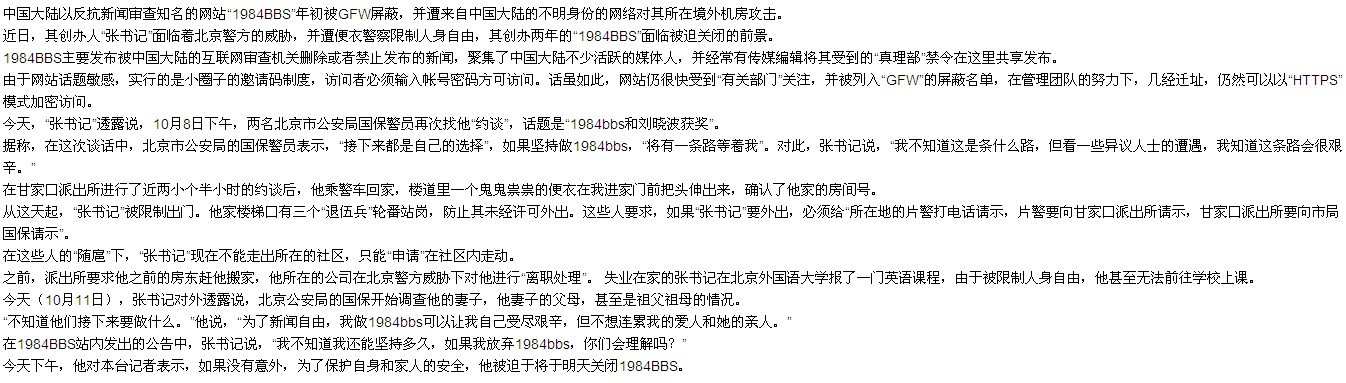 中国大陆以反抗新闻审查知名的网站“1984BBS”年初被GFW屏蔽，并遭来自中国大陆的不明身份的网络对其所在境外机房攻击。
近日，其创办人“张书记”面临着北京警方的威胁，并遭便衣警察限制人身自由，其创办两年的“1984BBS”面临被迫关闭的前景。
1984BBS主要发布被中国大陆的互联网审查机关删除或者禁止发布的新闻，聚集了中国大陆不少活跃的媒体人，并经常有传媒编辑将其受到的“真理部”禁令在这里共享发布。
由于网站话题敏感，实行的是小圈子的邀请码制度，访问者必须输入帐号密码方可访问。话虽如此，网站仍很快受到“有关部门”关注，并被列入“GFW”的屏蔽名单，在管理团队的努力下，几经迁址，仍然可以以“HTTPS”
模式加密访问。
今天，“张书记”透露说，10月8日下午，两名北京市公安局国保警员再次找他“约谈”，话题是“1984bbs和刘晓波获奖”。
据称，在这次谈话中，北京市公安局的国保警员表示，“接下来都是自己的选择”，如果坚持做1984bbs，“将有一条路等着我”。对此，张书记说，“我不知道这是条什么路，但看一些异议人士的遭遇，我知道这条路会很艰
辛。”
在甘家口派出所进行了近两小个半小时的约谈后，他乘警车回家，楼道里一个鬼鬼祟祟的便衣在我进家门前把头伸出来，确认了他家的房间号。
从这天起，“张书记”被限制出门。他家楼梯口有三个“退伍兵”轮番站岗，防止其未经许可外出。这些人要求，如果“张书记”要外出，必须给“所在地的片警打电话请示，片警要向甘家口派出所请示，甘家口派出所要向市局
国保请示”。
在这些人的“随扈”下，“张书记”现在不能走出所在的社区，只能“申请”在社区内走动。
之前，派出所要求他之前的房东赶他搬家，他所在的公司在北京警方威胁下对他进行“离职处理”。 失业在家的张书记在北京外国语大学报了一门英语课程，由于被限制人身自由，他甚至无法前往学校上课。
今天（10月11日），张书记对外透露说，北京公安局的国保开始调查他的妻子，他妻子的父母，甚至是祖父祖母的情况。
“不知道他们接下来要做什么。”他说，“为了新闻自由，我做1984bbs可以让我自己受尽艰辛，但不想连累我的爱人和她的亲人。”
在1984BBS站内发出的公告中，张书记说，“我不知道我还能坚持多久，如果我放弃1984bbs，你们会理解吗？”
今天下午，他对本台记者表示，如果没有意外，为了保护自身和家人的安全，他被迫于将于明天关闭1984BBS。